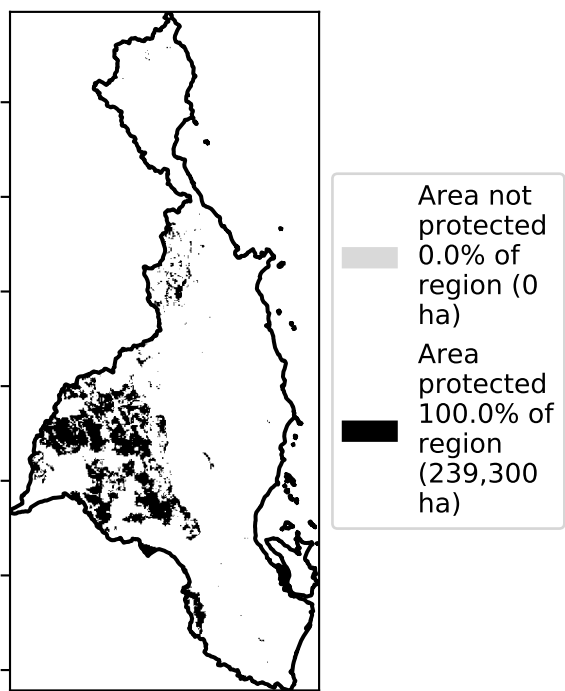 Area not
protected
0.0% of
region (0
ha)
Area
protected
100.0% of
region
(239,300
ha)